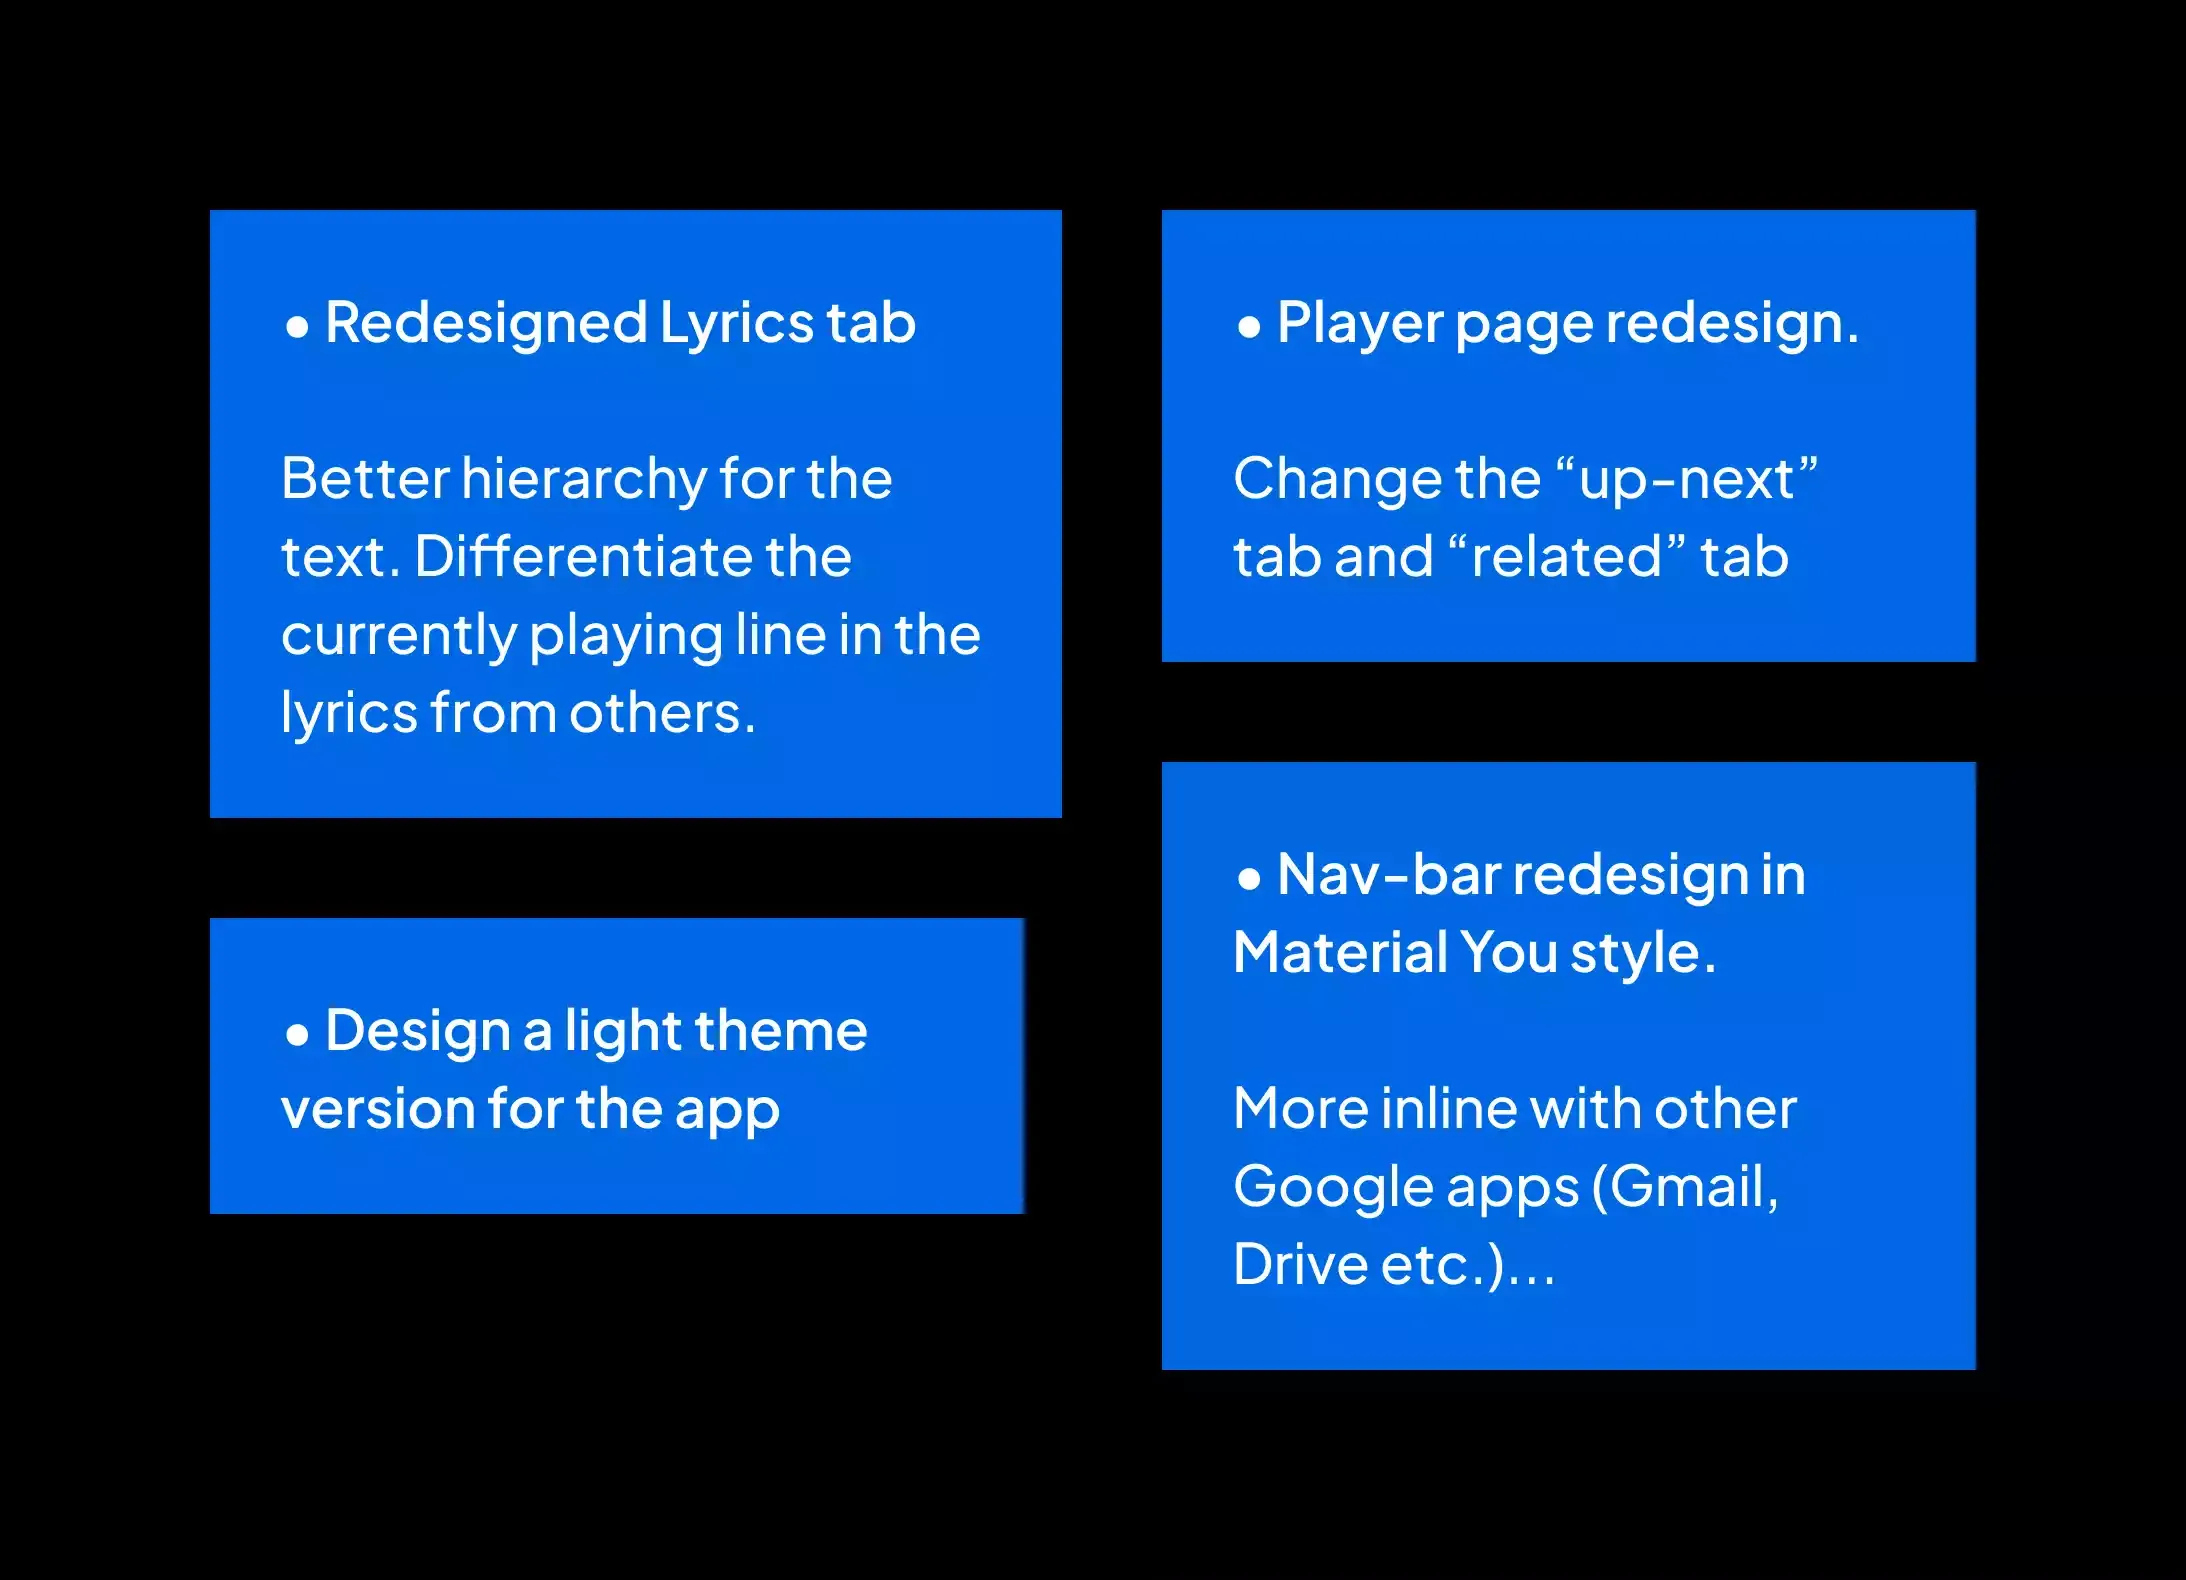 • Redesigned Lyrics tab
Better hierarchy for the
text. Differentiate the
currently playing line in the
lyrics from others.
• Design a light theme
version for the app
• Player page redesign.
Change the “up-next”
tab and “related” tab
• Nav-bar redesign in
Material You style.
More inline with other
Google apps (Gmail,
Drive etc.)...